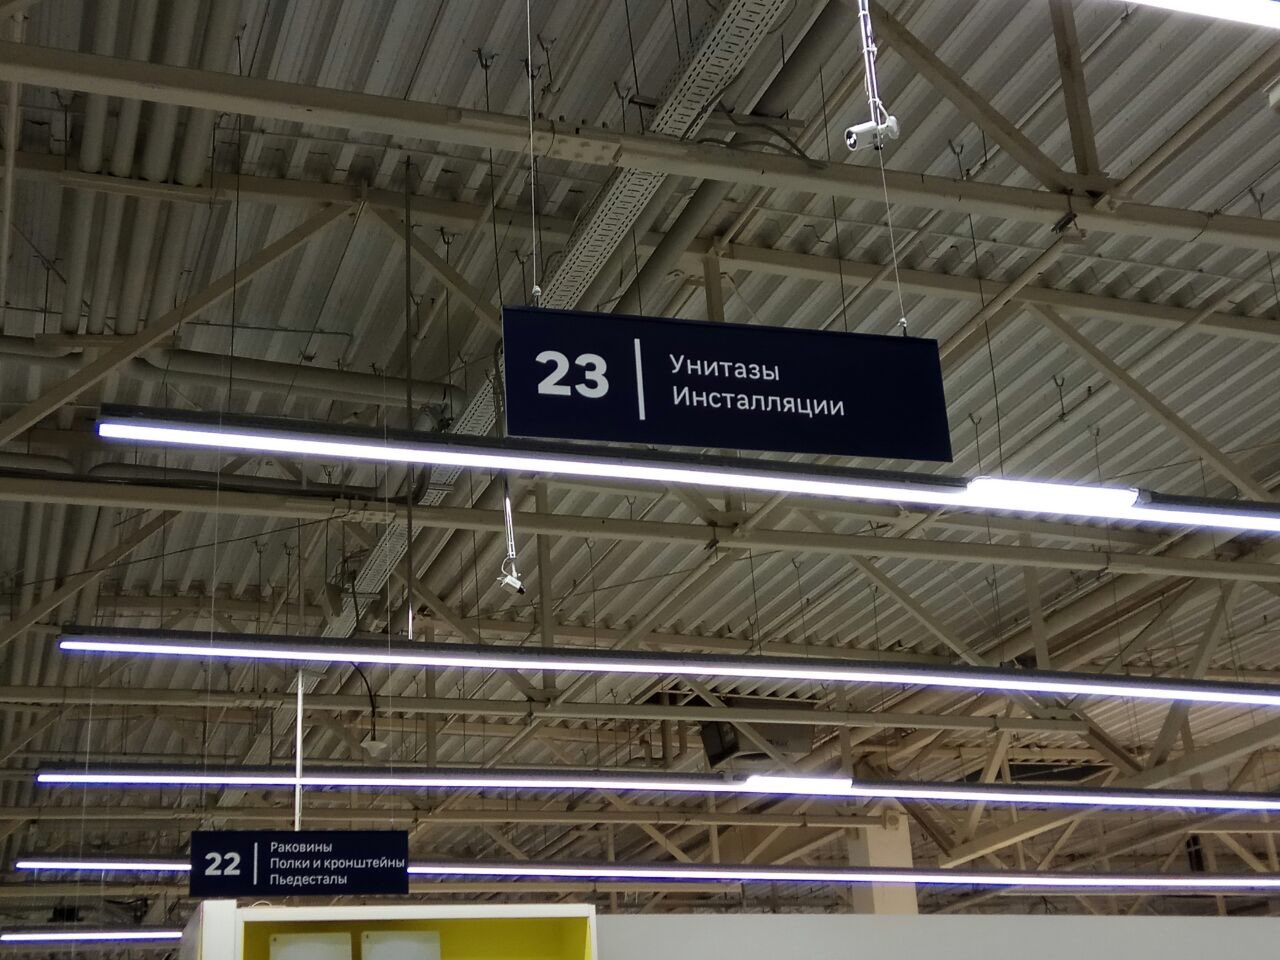 23
Унитазы
Инсталляции
22
Раковины
Полки и кронштейны
Пьедесталы